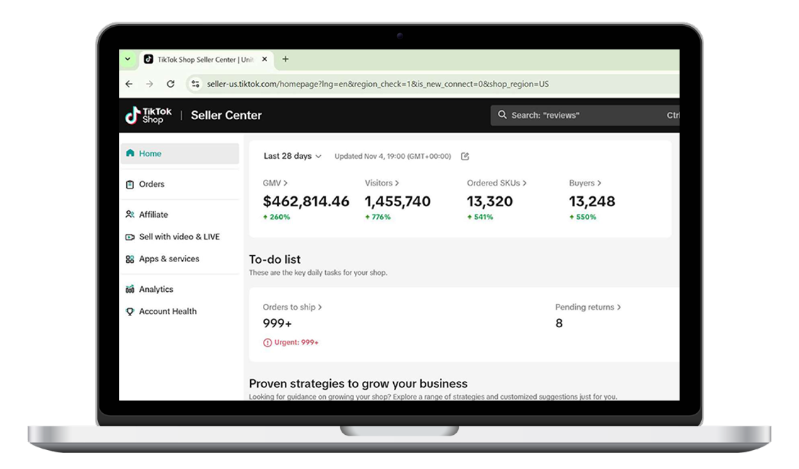 TikTok Shop Seller Center | Uni
seller-us.tiktok.com/homepage?lng=en&region_check=1&is_new_connect=0&shop_region=US
TikTok
Shop
Seller Center
Search: "reviews"
Ctrl
Home
Orders
Affiliate
Sell with video & LIVE
Apps & services
Analytics
Account Health
Last 28 days
Updated Nov 4, 19:00 (GMT+00:00)
GMV >
Visitors >
Ordered SKUs >
Buyers >
$462,814.46
1,455,740
13,320
13,248
+ 260%
+ 776%
+ 541%
+ 550%
To-do list
These are the key daily tasks for your shop.
Orders to ship >
Pending returns >
999+
8
Urgent: 999+
Proven strategies to grow your business
Looking for guidance on growing your shop? Explore a range of strategies and customized suggestions just for you.